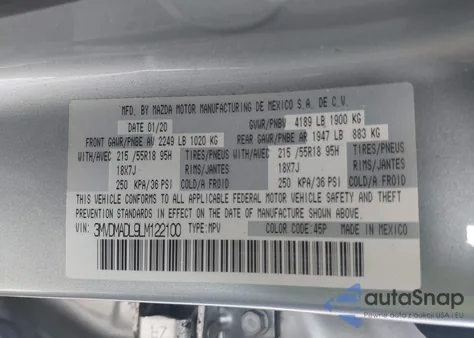 MFD. BY MAZDA MOTOR MANUFACTURING DE MEXICO S.A. DE C.V.
DATE 01/20 GVWR/PNBV 4189 LB 1900 KG
FRONT GAWR/PNBE AV 2249 LB 1020 KG REAR GAWR/PNBE AR 1947 LB 883 KG
WITH/AVEC 215 /55R18 95H TIRES/PNEUS WITH/AVEC 215 /55R18 95H TIRES/PNEUS
18X7J RIMS/JANTES 18X7J RIMS/JANTES
250 KPA/36 PSI COLD/A FROID 250 KPA/36 PSI COLD/A FROID
THIS VEHICLE CONFORMS TO ALL APPLICABLE FEDERAL MOTOR VEHICLE SAFETY AND
THEFT PREVENTION STANDARDS IN EFFECT ON THE DATE OF MANUFACTURE SHOWN ABOVE.
VIN: 3MVDMADL9LM122100 TYPE:MPV COLOR CODE: 45P MADE IN MEXICO
autaSnap
Pewne auta z aukcji USA i EU